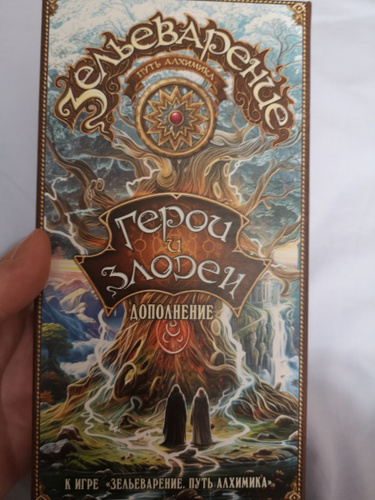 Зельеварение
ПУТЬ АЛХИМИКА
Герои
и
Злодеи
ДОПОЛНЕНИЕ
К ИГРЕ «ЗЕЛЬЕВАРЕНИЕ. ПУТЬ АЛХИМИКА»